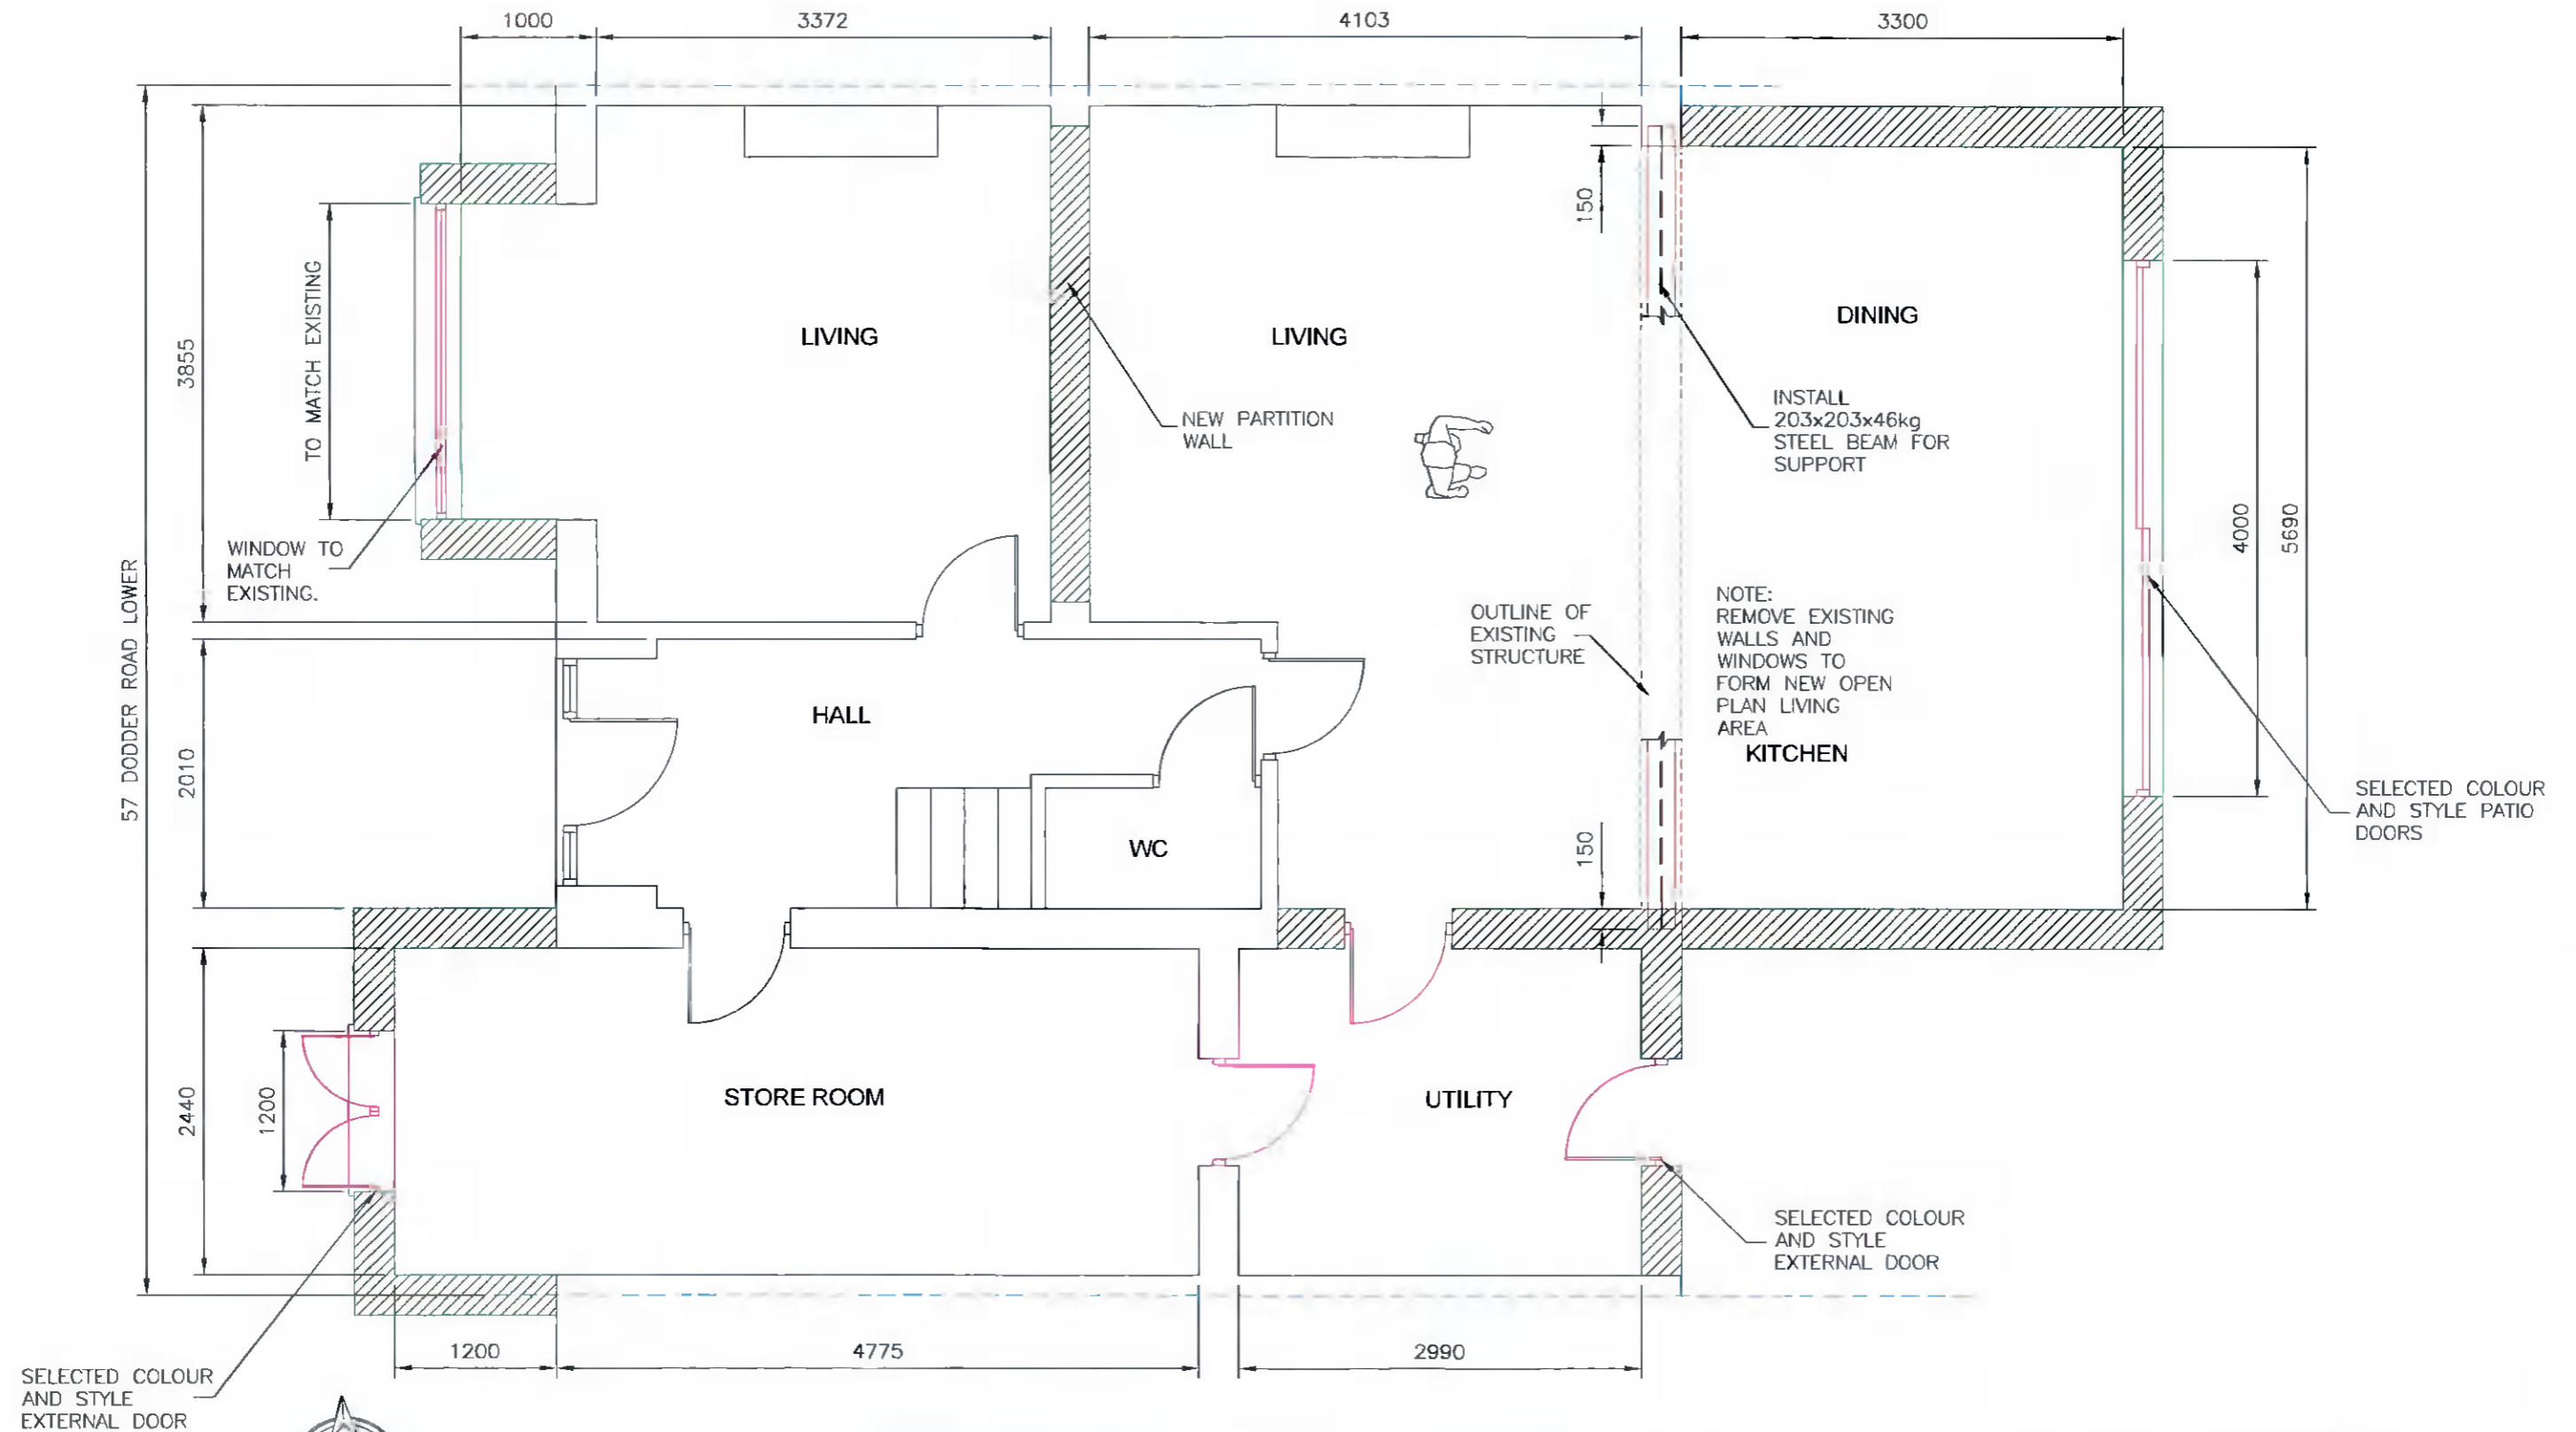 1000
3372
4103
3300
150
3855
TO MATCH EXISTING
LIVING
LIVING
DINING
NEW PARTITION
WALL
INSTALL
203x203x46kg
STEEL BEAM FOR
SUPPORT
4000
5690
WINDOW TO
MATCH
EXISTING.
57 DODDER ROAD LOWER
OUTLINE OF
EXISTING
STRUCTURE
NOTE:
REMOVE EXISTING
WALLS AND
WINDOWS TO
FORM NEW OPEN
PLAN LIVING
AREA
KITCHEN
HALL
2010
WC
150
SELECTED COLOUR
AND STYLE PATIO
DOORS
2440
1200
STORE ROOM
UTILITY
SELECTED COLOUR
AND STYLE
EXTERNAL DOOR
1200
4775
2990
SELECTED COLOUR
AND STYLE
EXTERNAL DOOR